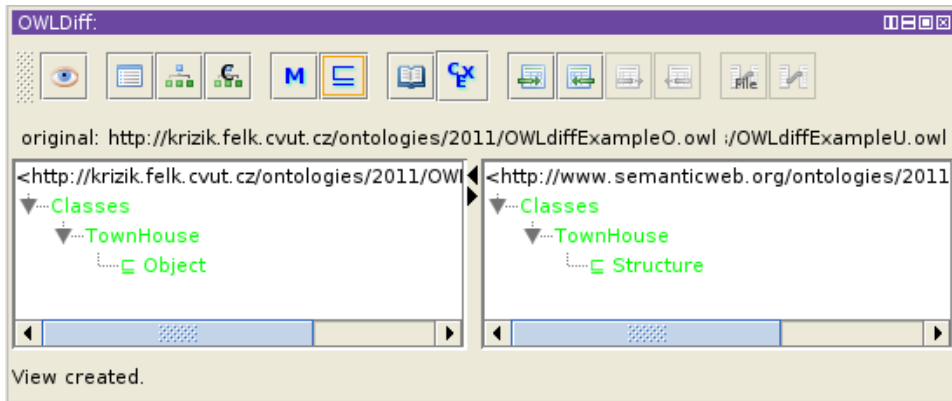 OWLDiff:
M ⊑ CEX File
original: http://krizik.felk.cvut.cz/ontologies/2011/OWLdiffExampleO.owl :/OWLdiffExampleU.owl
<http://krizik.felk.cvut.cz/ontologies/2011/OWl
Classes
TownHouse
⊑ Object
<http://www.semanticweb.org/ontologies/2011
Classes
TownHouse
⊑ Structure
View created.